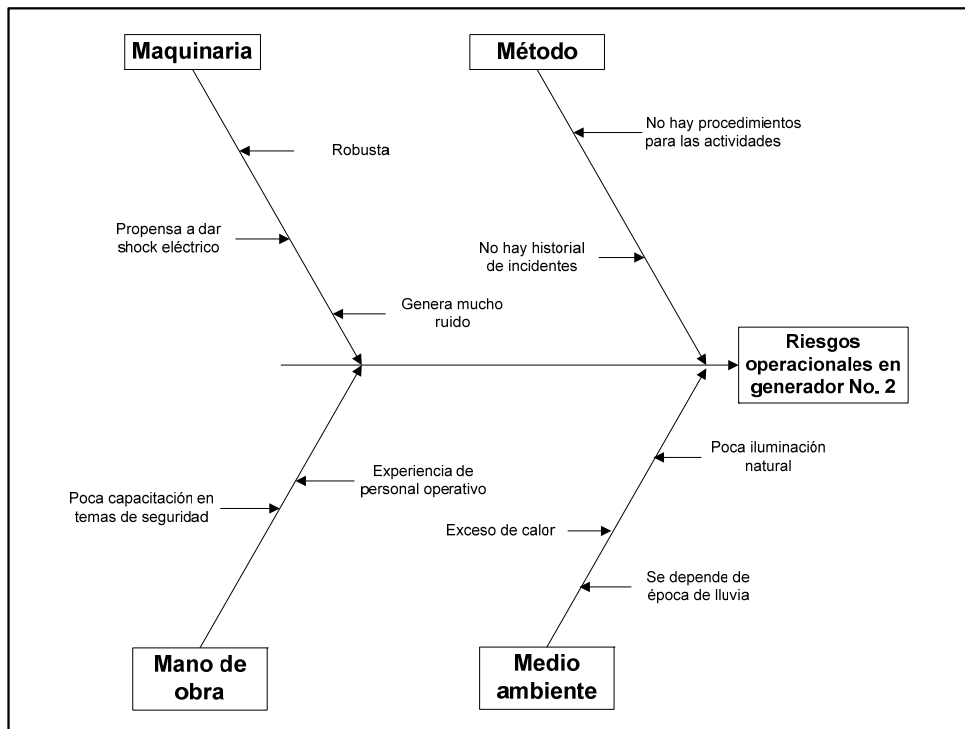 Maquinaria
Método
No hay procedimientos
para las actividades
Robusta
Propensa a dar
shock eléctrico
No hay historial
de incidentes
Genera mucho
ruido
Riesgos
operacionales en
generador No. 2
Poca iluminación
natural
Experiencia de
personal operativo
Poca capacitación en
temas de seguridad
Exceso de calor
Se depende de
época de lluvia
Mano de
obra
Medio
ambiente